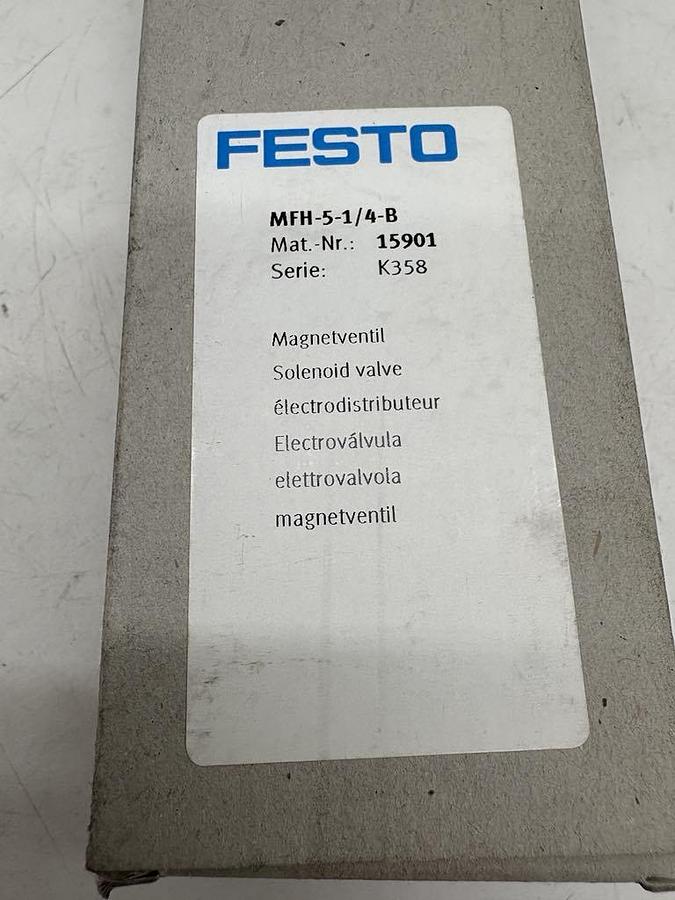 FESTO
MFH-5-1/4-B
Mat.-Nr.: 15901
Serie: K358
Magnetventil
Solenoid valve
électrodistributeur
Electroválvula
elettrovalvola
magnetventil